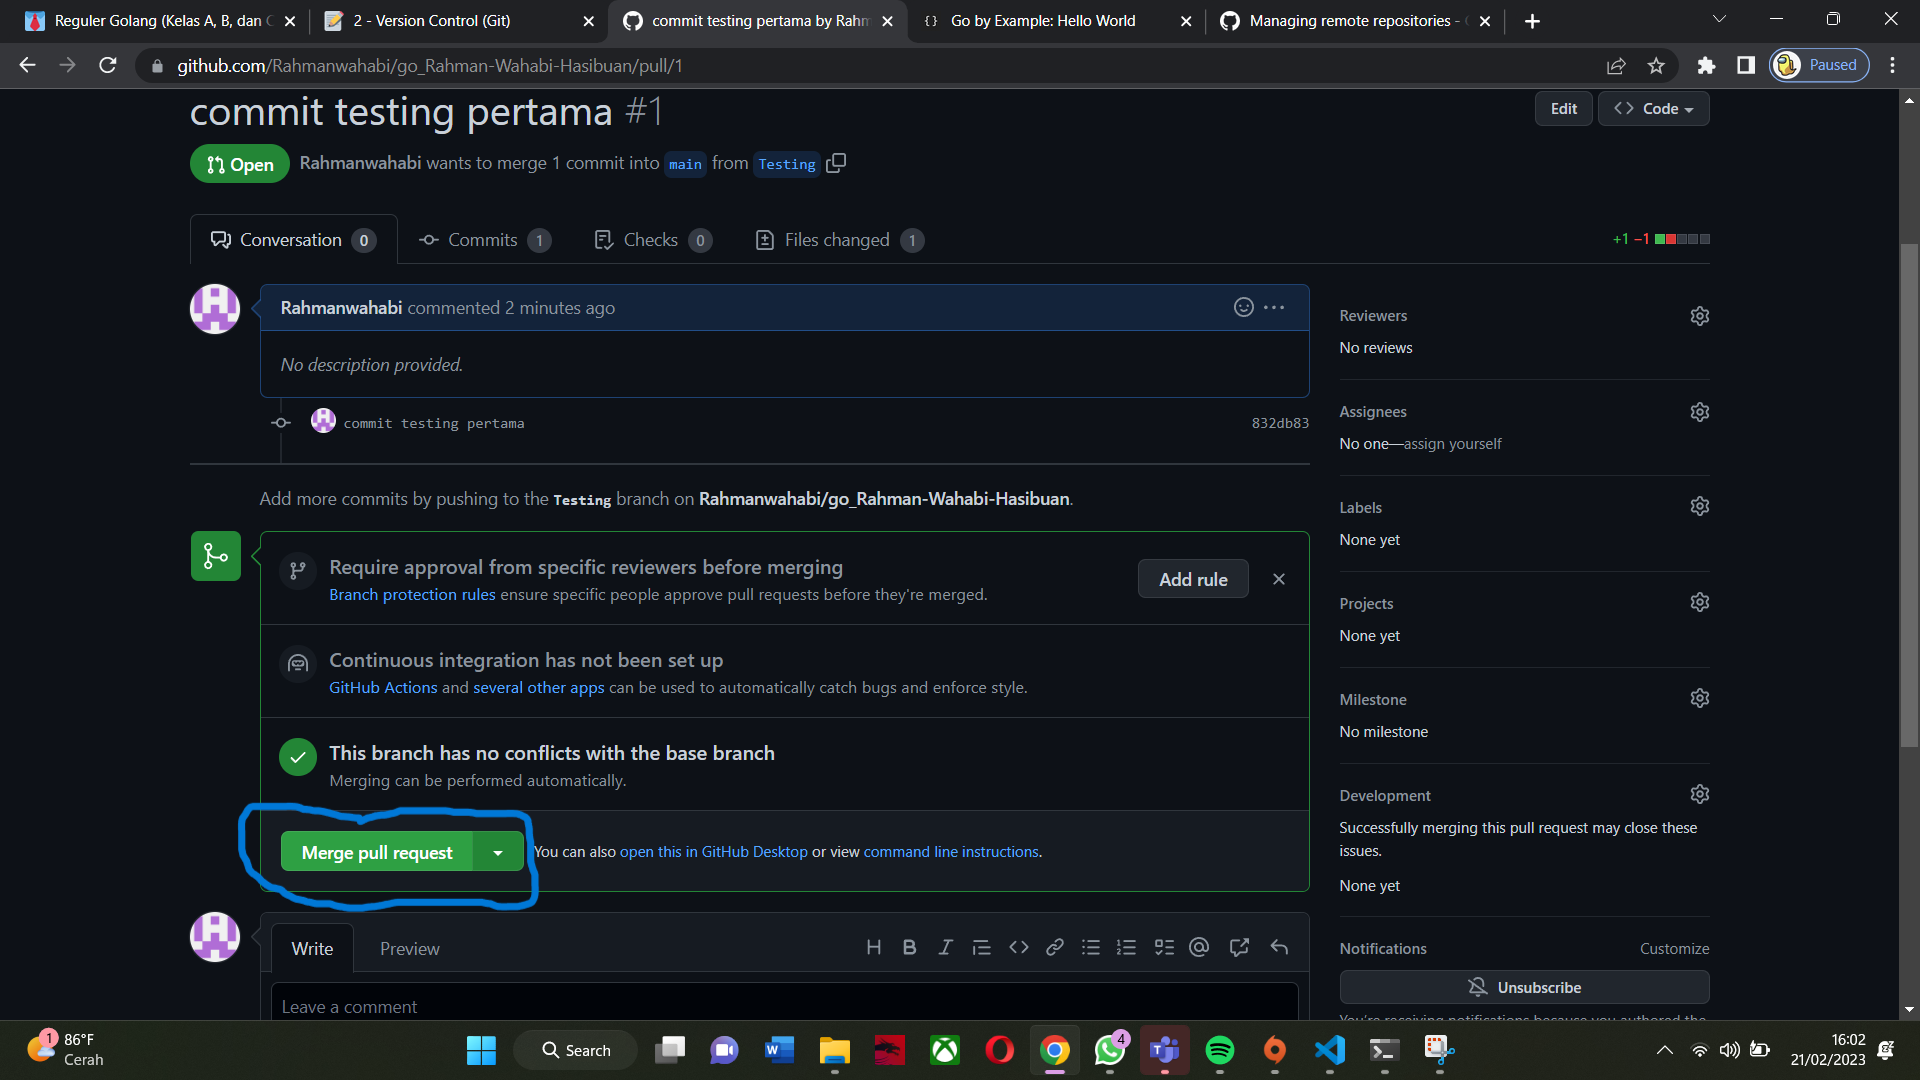 Reguler Golang (Kelas A, B, dan
2 - Version Control (Git)
commit testing pertama by Rahm
Go by Example: Hello World
Managing remote repositories -
github.com/Rahmanwahabi/go_Rahman-Wahabi-Hasibuan/pull/1
Paused
commit testing pertama #1
Edit
Code
Open
Rahmanwahabi wants to merge 1 commit into main from Testing
Conversation 0
Commits 1
Checks 0
Files changed 1
+1 −1
Rahmanwahabi commented 2 minutes ago
No description provided.
commit testing pertama
832db83
Add more commits by pushing to the Testing branch on Rahmanwahabi/go_Rahman-Wahabi-Hasibuan.
Require approval from specific reviewers before merging
Branch protection rules ensure specific people approve pull requests before they're merged.
Add rule
Continuous integration has not been set up
GitHub Actions and several other apps can be used to automatically catch bugs and enforce style.
This branch has no conflicts with the base branch
Merging can be performed automatically.
Merge pull request
You can also open this in GitHub Desktop or view command line instructions.
Write
Preview
Leave a comment
Reviewers
No reviews
Assignees
No one—assign yourself
Labels
None yet
Projects
None yet
Milestone
No milestone
Development
Successfully merging this pull request may close these
issues.
None yet
Notifications
Customize
Unsubscribe
You're receiving notifications because you authored the
1
86°F
Cerah
Search
4
16:02
21/02/2023